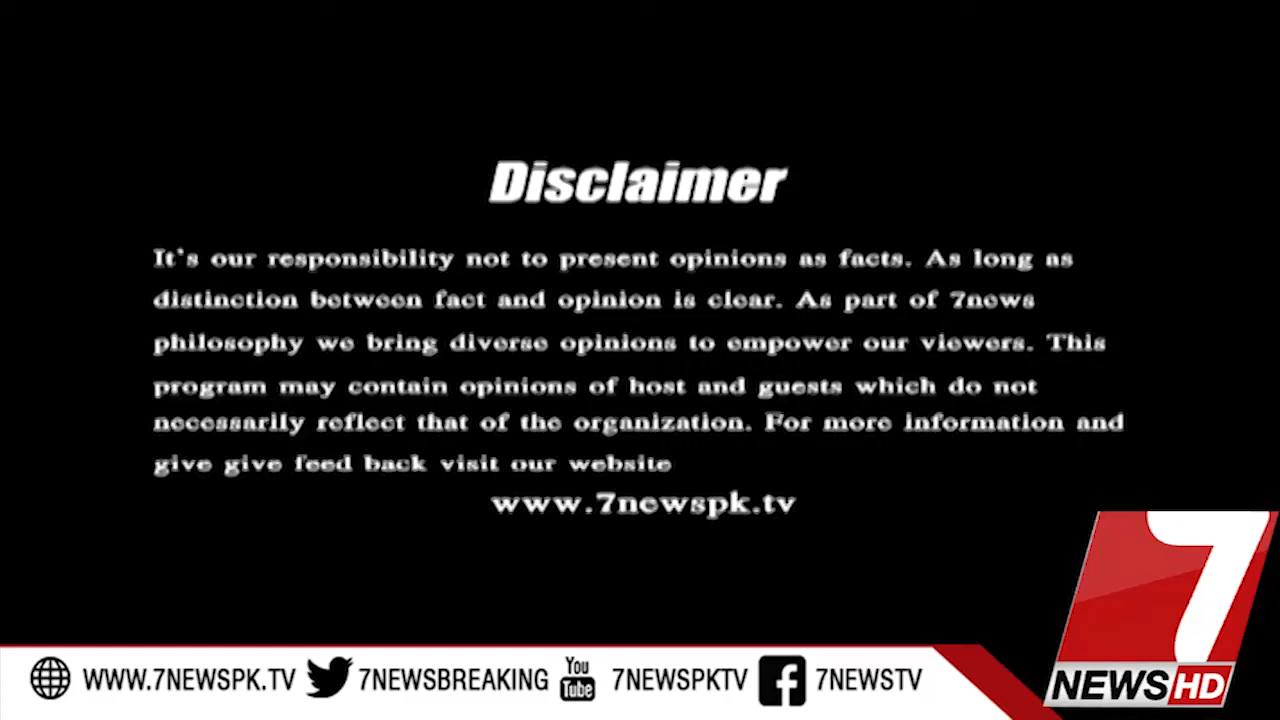 Disclaimer
It's our responsibility not to present opinions as facts. As long as
distinction between fact and opinion is clear. As part of 7news
philosophy we bring diverse opinions to empower our viewers. This
program may contain opinions of host and guests which do not
necessarily reflect that of the organization. For more information and
give give feed back visit our website
www.7newspk.tv
7
NEWS HD
WWW.7NEWSPK.TV 7NEWSBREAKING You Tube 7NEWSPKTV f 7NEWSTV